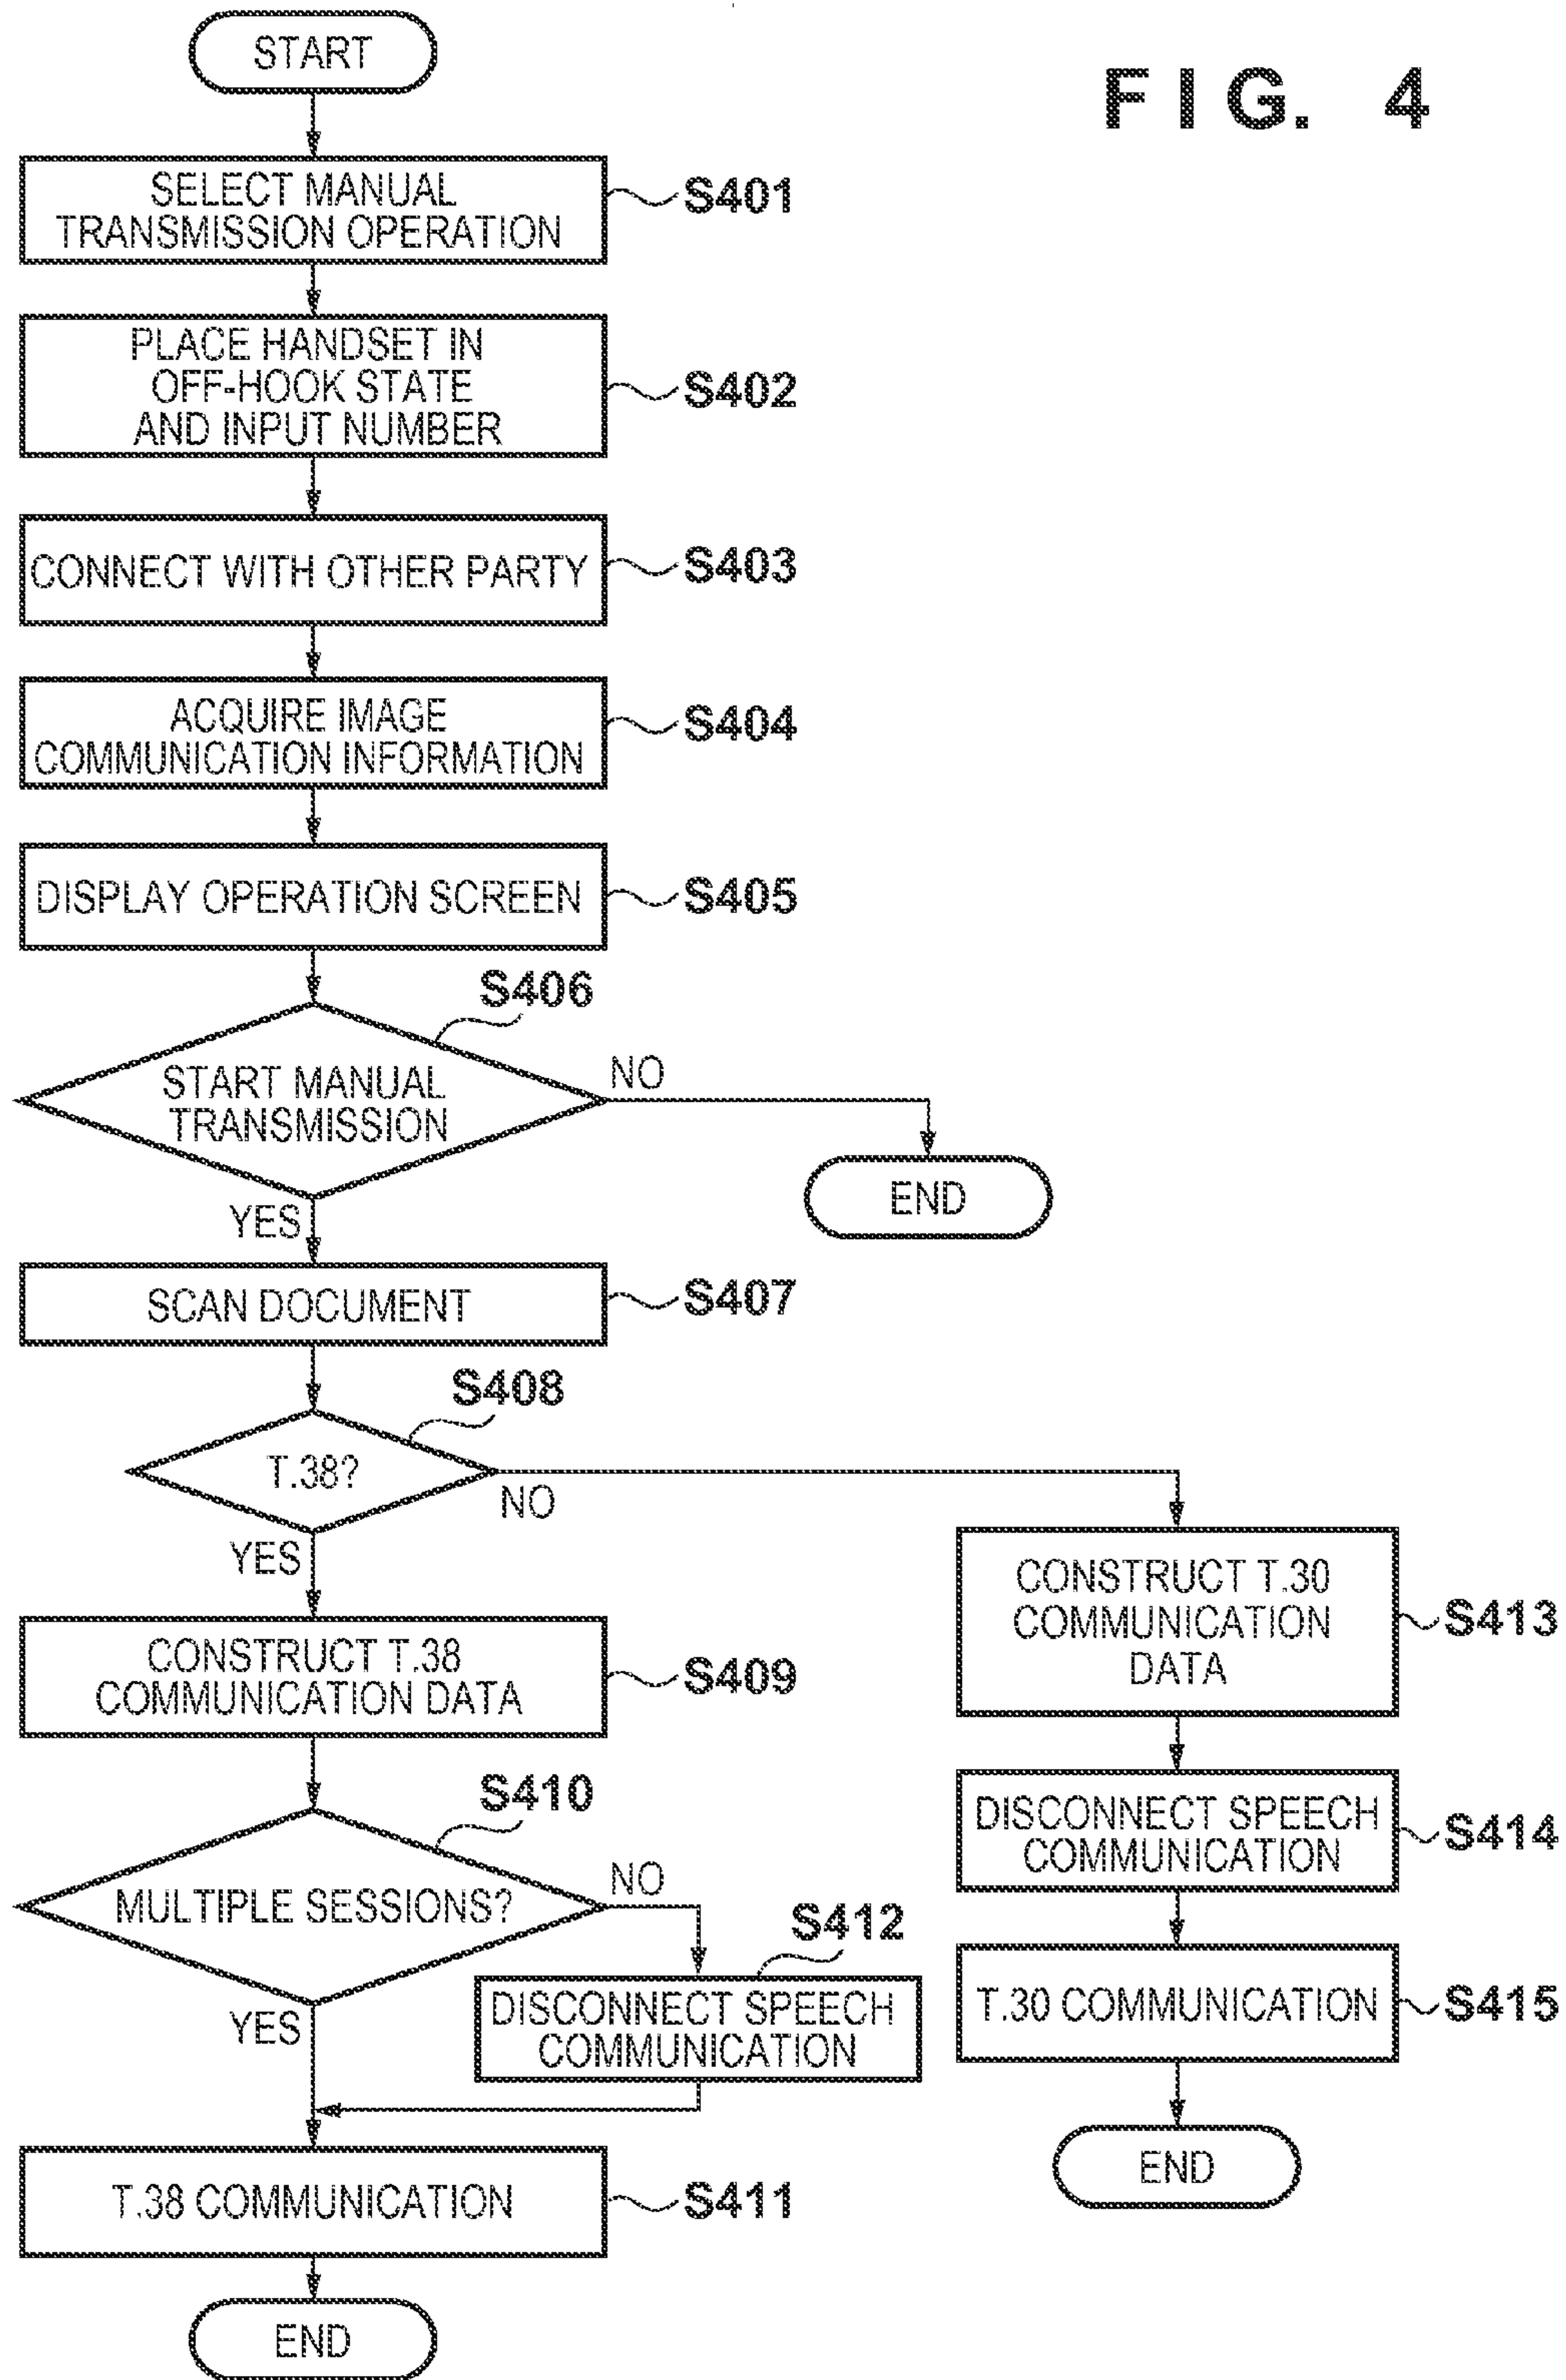 FIG. 4
START
SELECT MANUAL
TRANSMISSION OPERATION
S401
PLACE HANDSET IN
OFF-HOOK STATE
AND INPUT NUMBER
S402
CONNECT WITH OTHER PARTY
S403
ACQUIRE IMAGE
COMMUNICATION INFORMATION
S404
DISPLAY OPERATION SCREEN
S405
S406
START MANUAL
TRANSMISSION
NO
END
YES
SCAN DOCUMENT
S407
S408
T.38?
NO
YES
CONSTRUCT T.38
COMMUNICATION DATA
S409
S410
MULTIPLE SESSIONS?
NO
S412
DISCONNECT SPEECH
COMMUNICATION
YES
T.38 COMMUNICATION
S411
END
CONSTRUCT T.30
COMMUNICATION
DATA
S413
DISCONNECT SPEECH
COMMUNICATION
S414
T.30 COMMUNICATION
S415
END